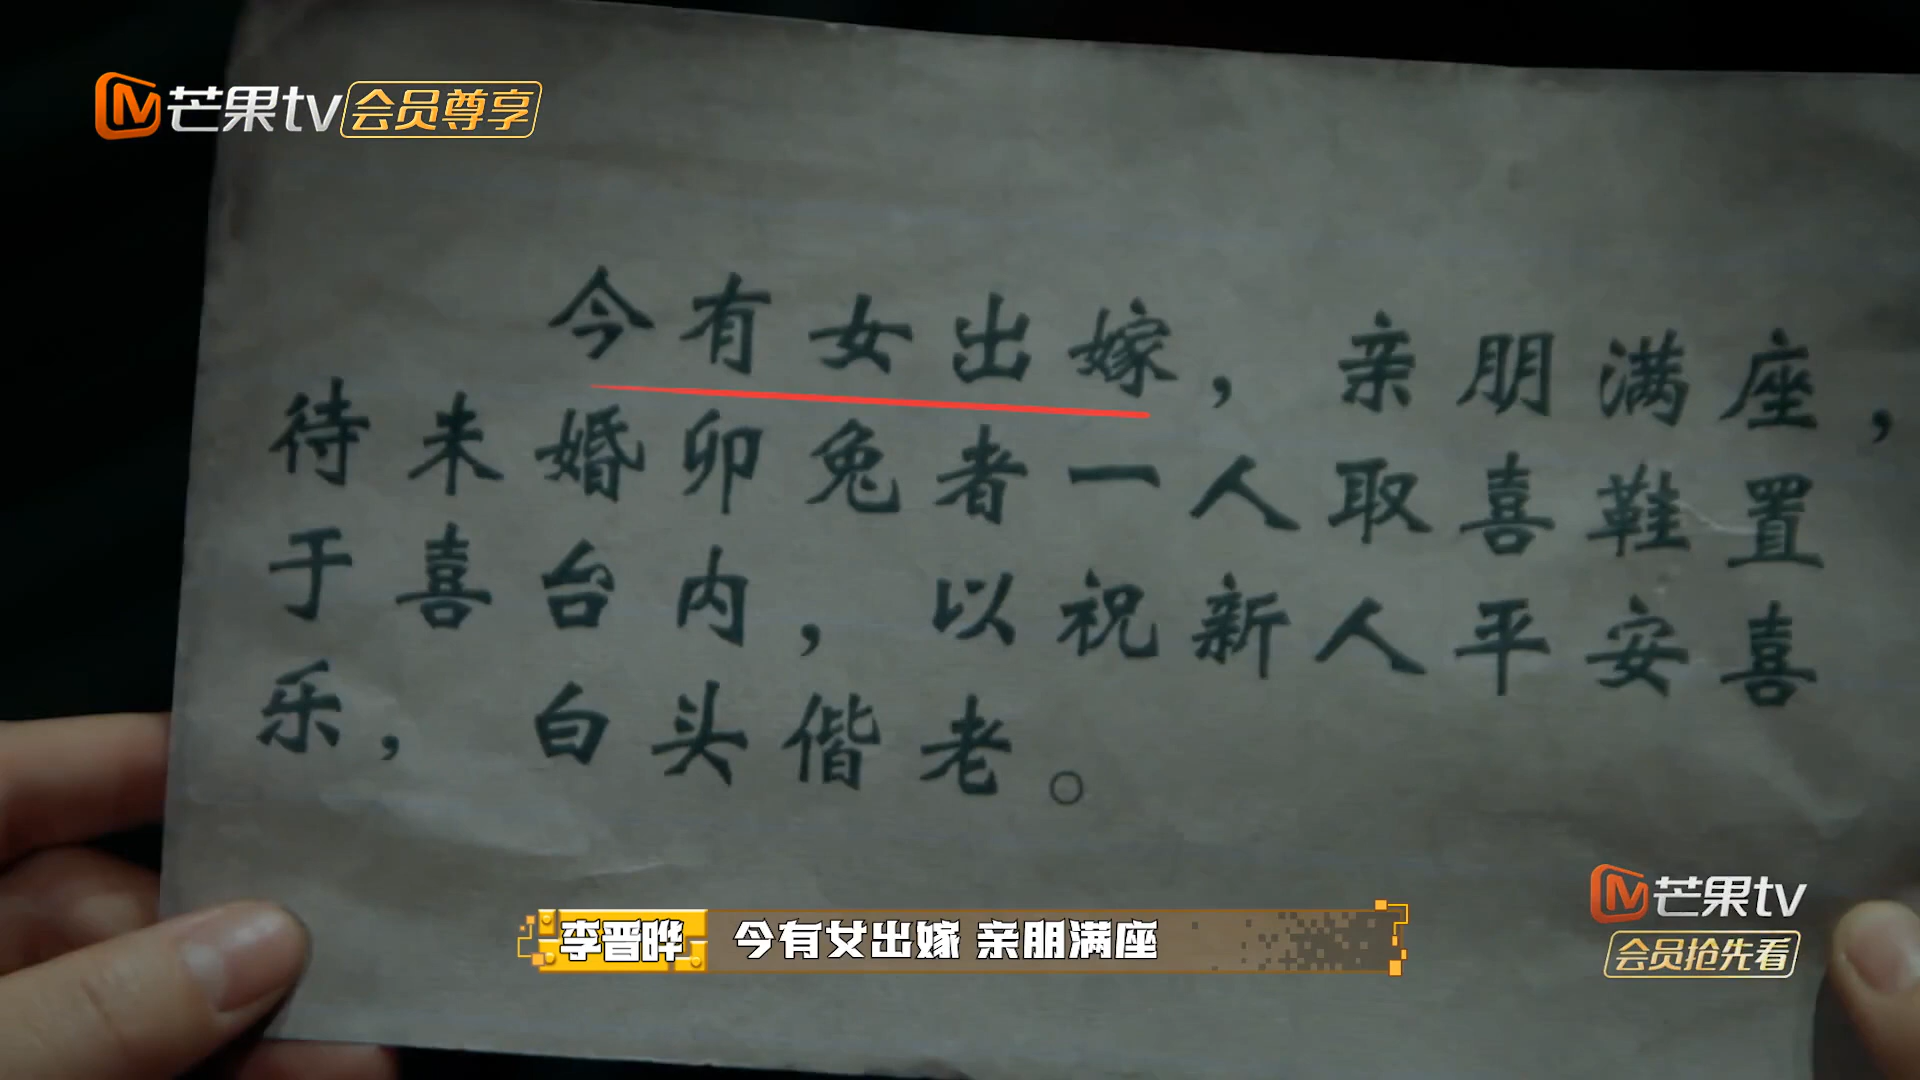 芒果tv会员尊享
今有女出嫁，亲朋满座，
待未婚卯兔者一人取喜鞋置
于喜台内，以祝新人平安喜
乐，白头偕老。
芒果tv
会员抢先看
李晋晔 今有女出嫁 亲朋满座